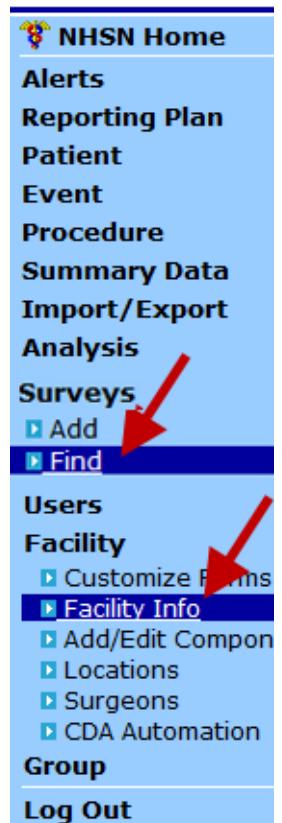 NHSN Home
Alerts
Reporting Plan
Patient
Event
Procedure
Summary Data
Import/Export
Analysis
Surveys
Add
Find
Users
Facility
Customize F ms
Facility Info
Add/Edit Compon
Locations
Surgeons
CDA Automation
Group
Log Out